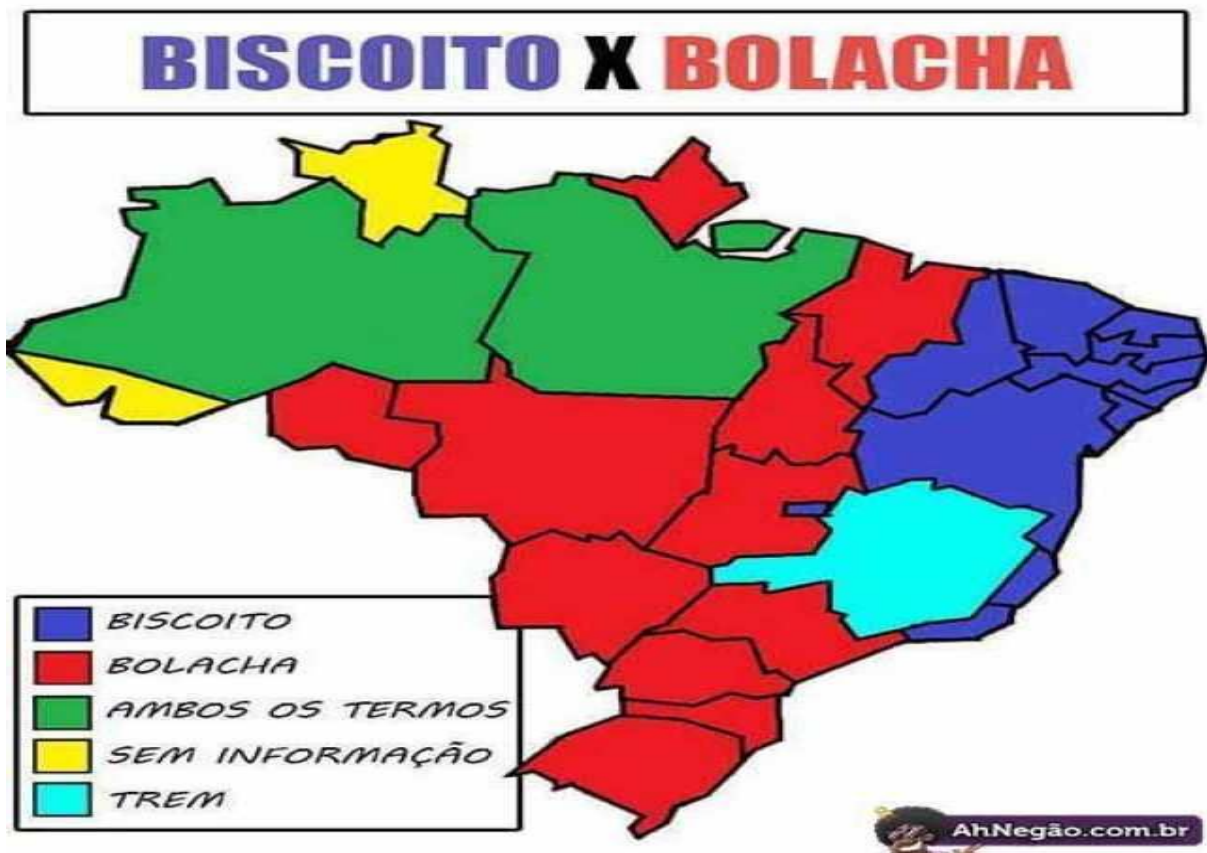 BISCOITO X BOLACHA
BISCOITO
BOLACHA
AMBOS OS TERMOS
SEM INFORMAÇÃO
TREM
AhNegão.com.br